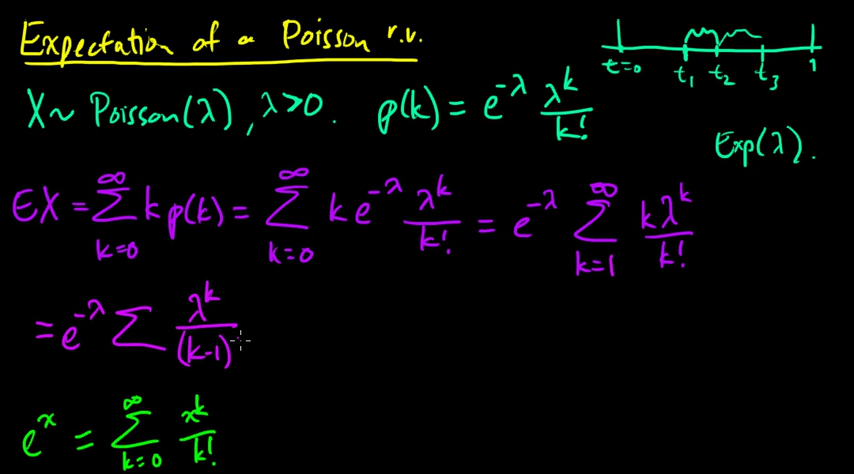 Expectation of a Poisson r.v.
t=0 t₁ t₂ t₃ 1
X ~ Poisson(λ), λ>0. p(k) = e^{-λ} λ^k/k!
Exp(λ).
EX = ∑_{k=0}^{∞} k p(k) = ∑_{k=0}^{∞} k e^{-λ} λ^k/k! = e^{-λ} ∑_{k=1}^{∞} kλ^k/k!
= e^{-λ} ∑ λ^k/(k-1)
e^x = ∑_{k=0}^{∞} x^k/k!